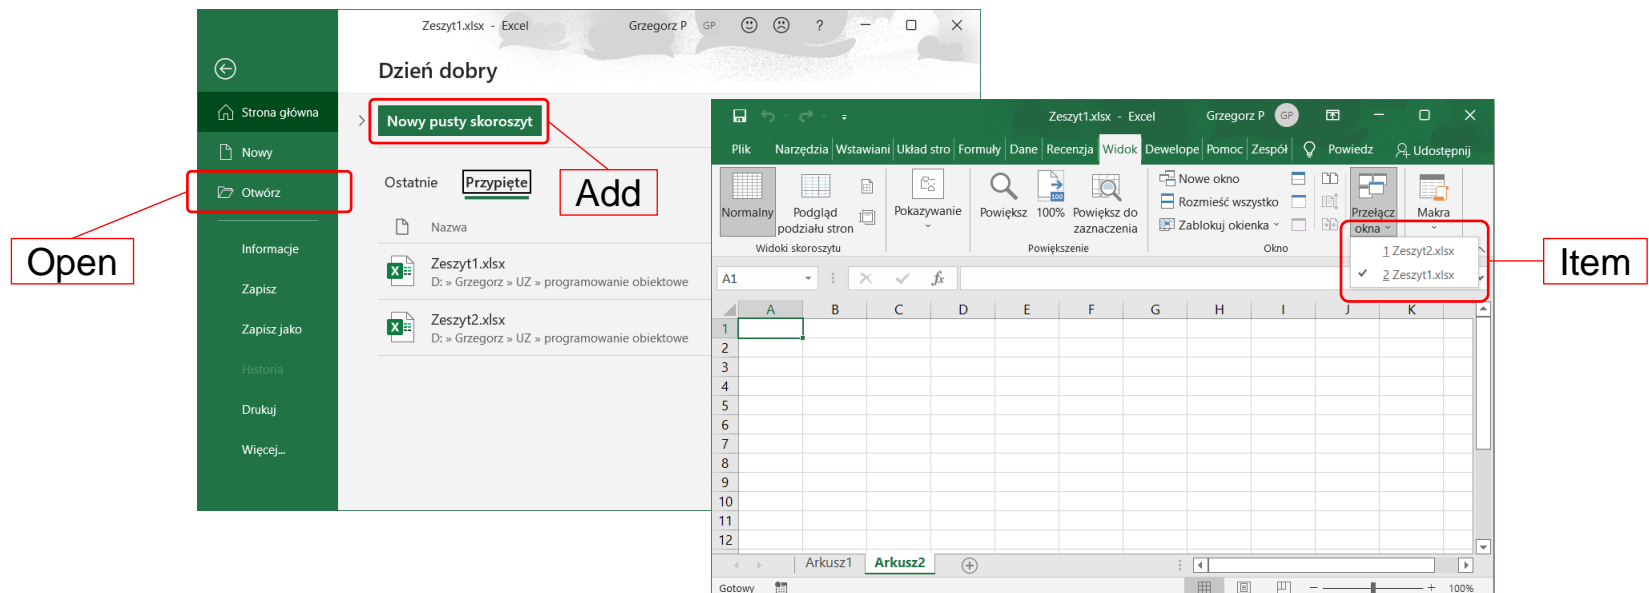 Zeszyt1.xlsx - Excel
Grzegorz P GP
?
Dzień dobry
Strona główna
Nowy
Otwórz
Informacje
Zapisz
Zapisz jako
Historia
Drukuj
Więcej...
Nowy pusty skoroszyt
Ostatnie Przypięte
Nazwa
Zeszyt1.xlsx
D: » Grzegorz » UZ » programowanie obiektowe
Zeszyt2.xlsx
D: » Grzegorz » UZ » programowanie obiektowe
Open
Add
Item
Zeszyt1.xlsx - Excel
Grzegorz P GP
Plik Narzędzia Wstawiani Układ stro Formuły Dane Recenzja Widok Dewelope Pomoc Zespół Powiedz Udostępnij
Normalny
Podgląd
podziału stron
Widoki skoroszytu
Pokazywanie
Powiększ
100%
Powiększ do
zaznaczenia
Powiększenie
Nowe okno
Rozmieść wszystko
Zablokuj okienka
Okno
Przełącz
okna
Makra
1 Zeszyt2.xlsx
2 Zeszyt1.xlsx
A1
fx
A B C D E F G H I J K
1
2
3
4
5
6
7
8
9
10
11
12
Arkusz1 Arkusz2
Gotowy
100%